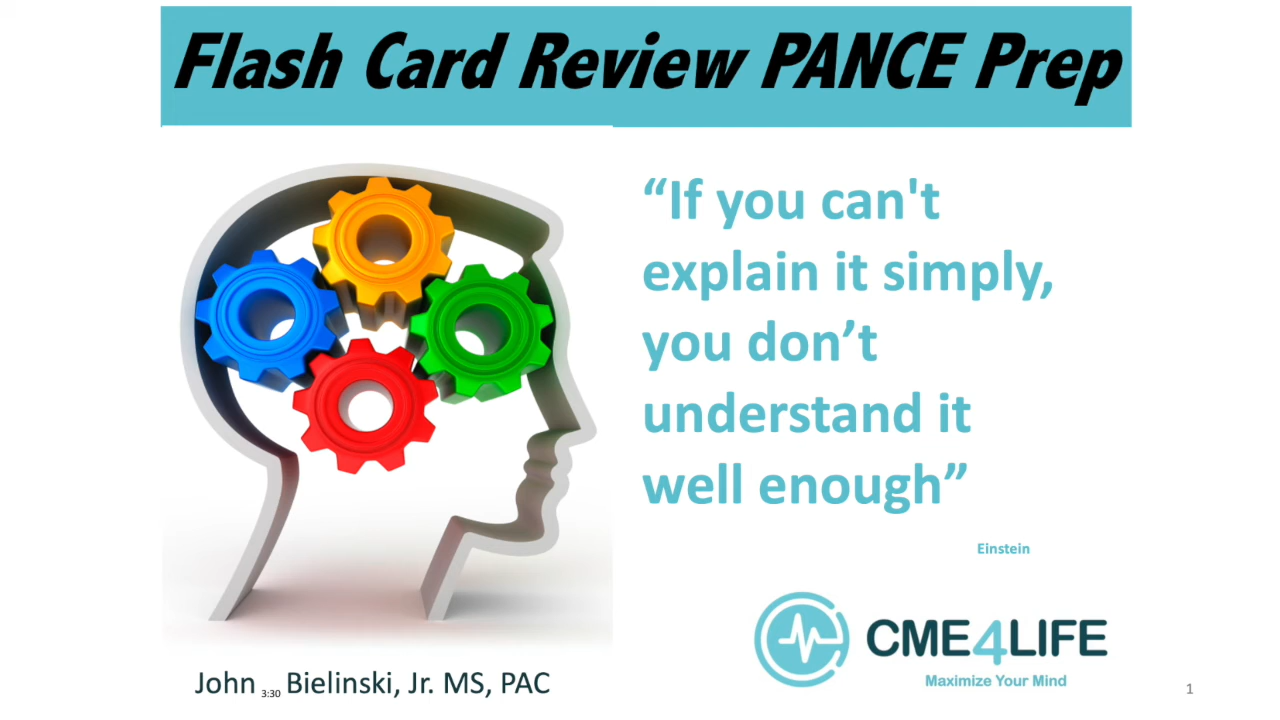 Flash Card Review PANCE Prep
“If you can't
explain it simply,
you don’t
understand it
well enough”
Einstein
CME4LIFE
Maximize Your Mind
John 3:30 Bielinski, Jr. MS, PAC
1